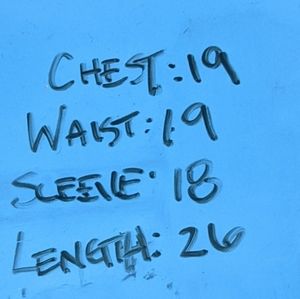 CHEST: 19
WAIST: 19
SLEEVE: 18
LENGTH: 26